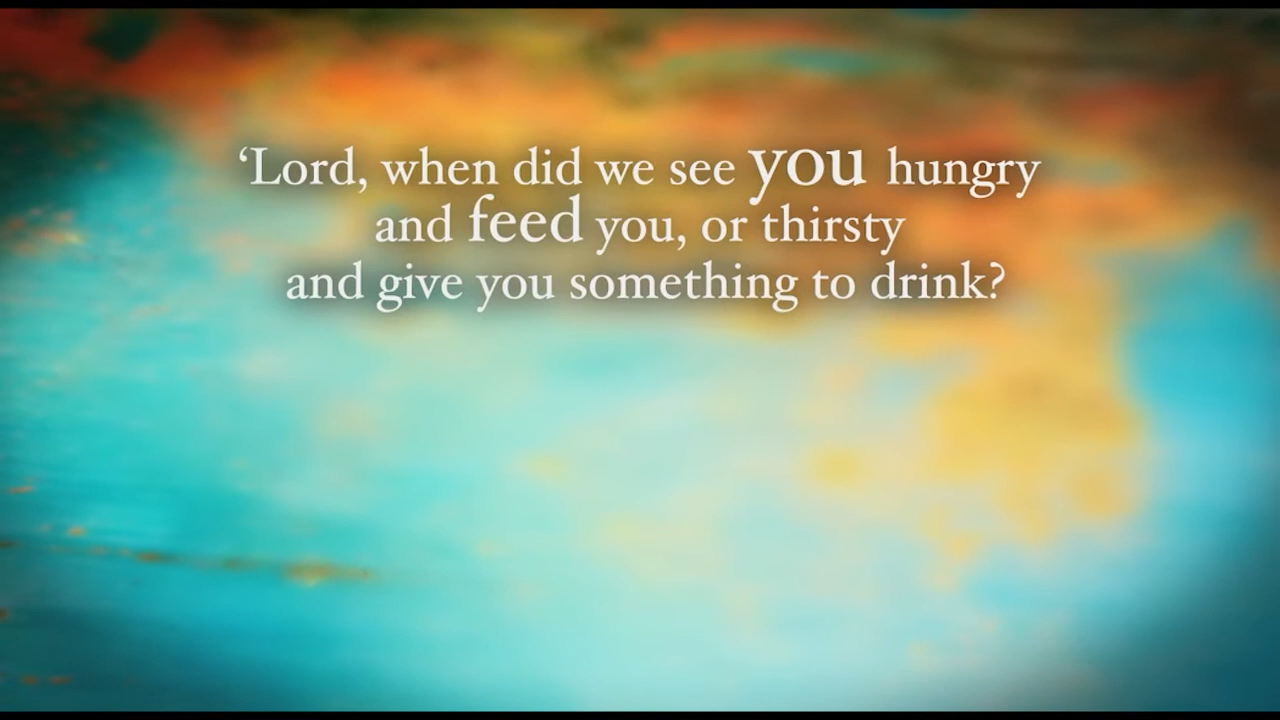 ‘Lord, when did we see you hungry
and feed you, or thirsty
and give you something to drink?